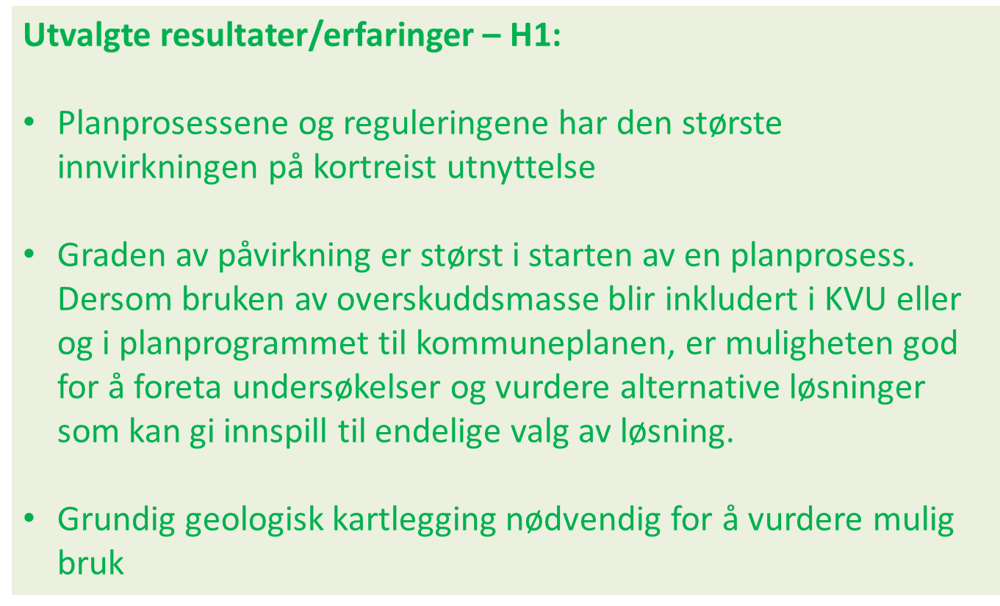 Utvalgte resultater/erfaringer – H1:
• Planprosessene og reguleringene har den største
innvirkningen på kortreist utnyttelse
• Graden av påvirkning er størst i starten av en planprosess.
Dersom bruken av overskuddsmasse blir inkludert i KVU eller
og i planprogrammet til kommuneplanen, er muligheten god
for å foreta undersøkelser og vurdere alternative løsninger
som kan gi innspill til endelige valg av løsning.
• Grundig geologisk kartlegging nødvendig for å vurdere mulig
bruk